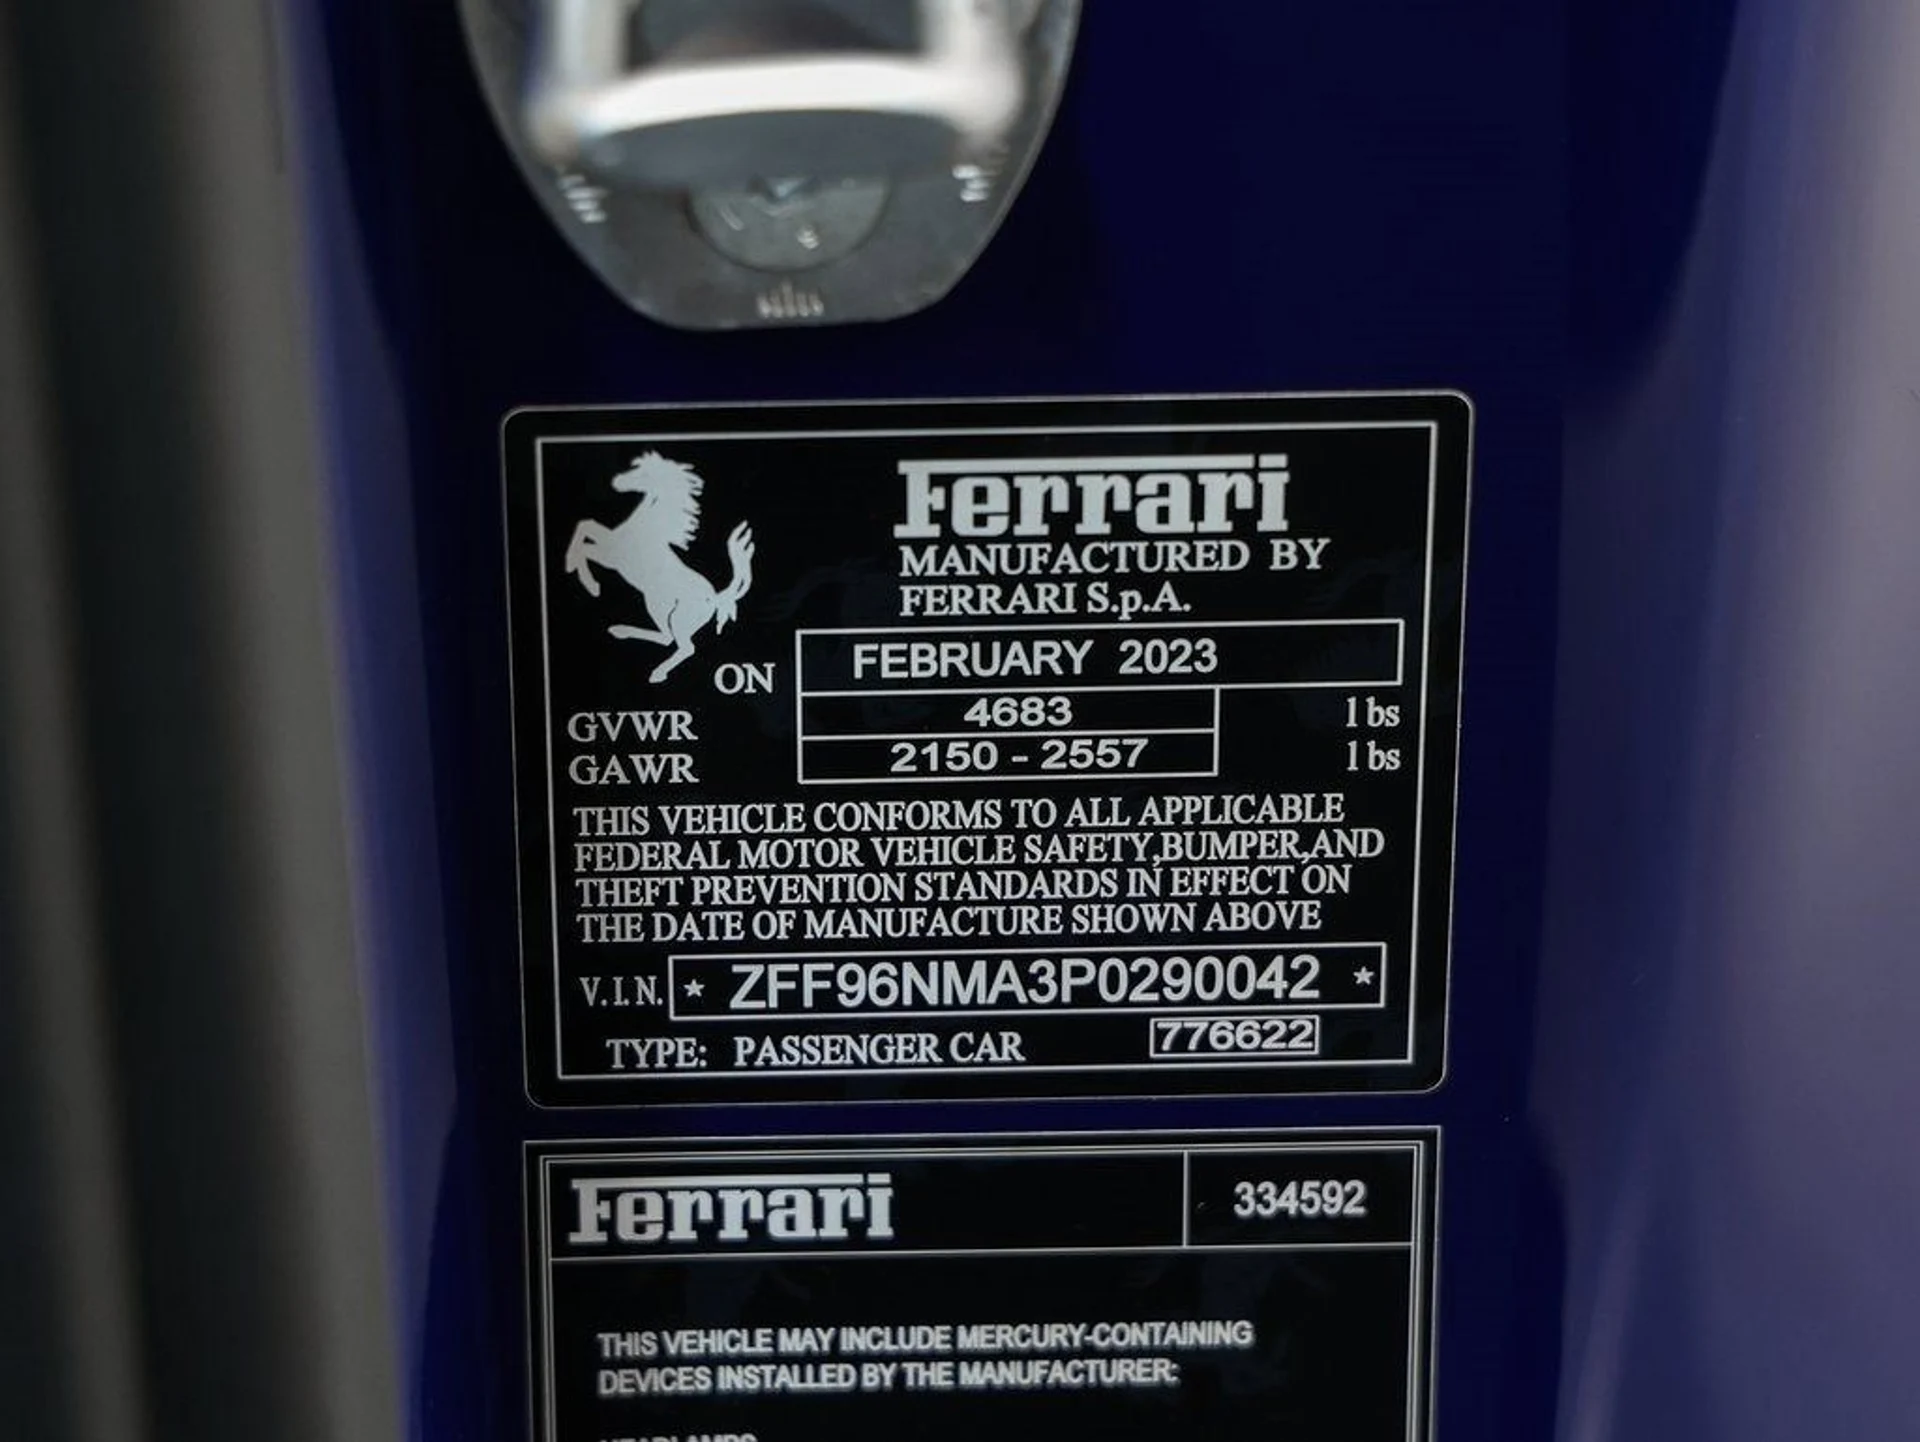 Ferrari
MANUFACTURED BY
FERRARI S.p.A.
ON FEBRUARY 2023
GVWR 4683 lbs
GAWR 2150 - 2557 lbs
THIS VEHICLE CONFORMS TO ALL APPLICABLE
FEDERAL MOTOR VEHICLE SAFETY,BUMPER,AND
THEFT PREVENTION STANDARDS IN EFFECT ON
THE DATE OF MANUFACTURE SHOWN ABOVE
V.I.N. * ZFF96NMA3P0290042 *
TYPE: PASSENGER CAR 776622
Ferrari 334592
THIS VEHICLE MAY INCLUDE MERCURY-CONTAINING
DEVICES INSTALLED BY THE MANUFACTURER: